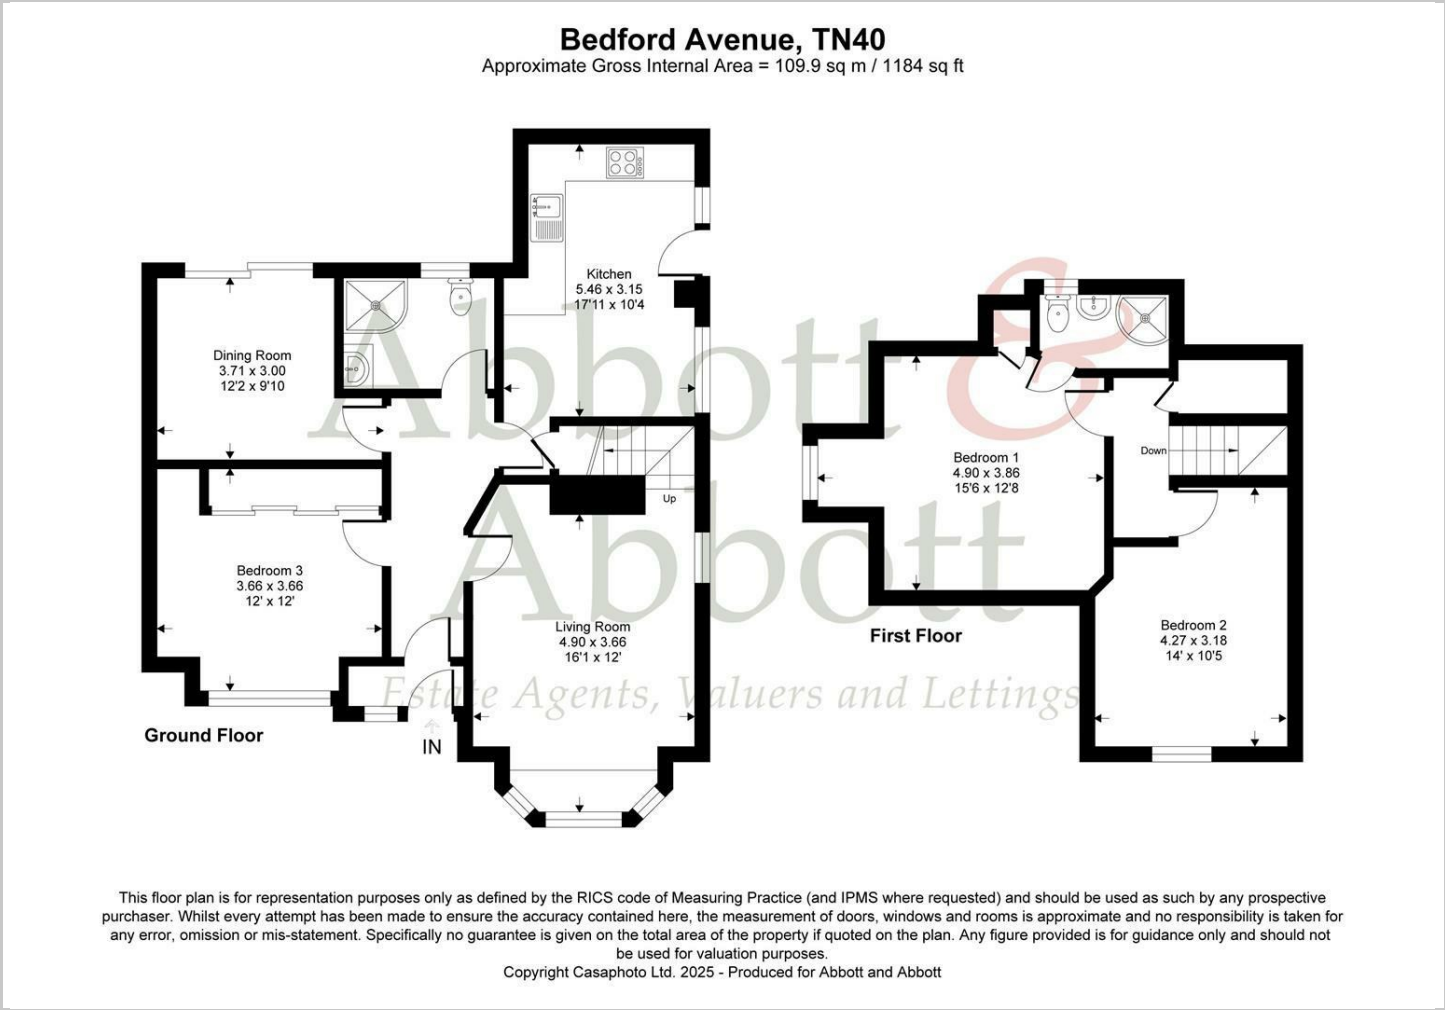 Bedford Avenue, TN40
Approximate Gross Internal Area = 109.9 sq m / 1184 sq ft
Kitchen
5.46 x 3.15
17'11 x 10'4
Dining Room
3.71 x 3.00
12'2 x 9'10
Up
Bedroom 3
3.66 x 3.66
12' x 12'
Living Room
4.90 x 3.66
16'1 x 12'
Ground Floor
IN
Bedroom 1
4.90 x 3.86
15'6 x 12'8
Down
Bedroom 2
4.27 x 3.18
14' x 10'5
First Floor
Abbott &
Abbott
Estate Agents, Valuers and Lettings
This floor plan is for representation purposes only as defined by the RICS code of Measuring Practice (and IPMS where requested) and should be used as such by any prospective
purchaser. Whilst every attempt has been made to ensure the accuracy contained here, the measurement of doors, windows and rooms is approximate and no responsibility is taken for
any error, omission or mis-statement. Specifically no guarantee is given on the total area of the property if quoted on the plan. Any figure provided is for guidance only and should not
be used for valuation purposes.
Copyright Casaphoto Ltd. 2025 - Produced for Abbott and Abbott